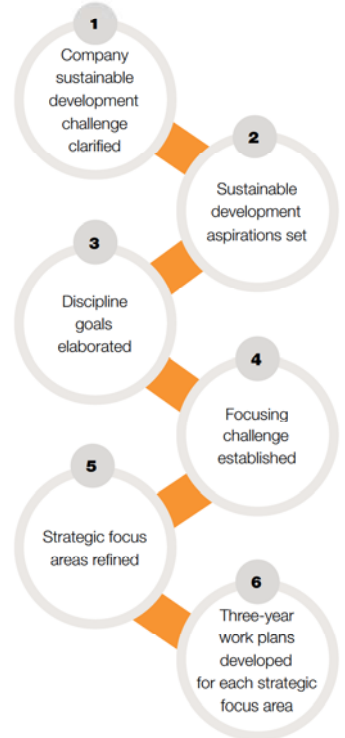 1
Company
sustainable
development
challenge
clarified
2
Sustainable
development
aspirations set
3
Discipline
goals
elaborated
4
Focusing
challenge
established
5
Strategic focus
areas refined
6
Three-year
work plans
developed
for each strategic
focus area